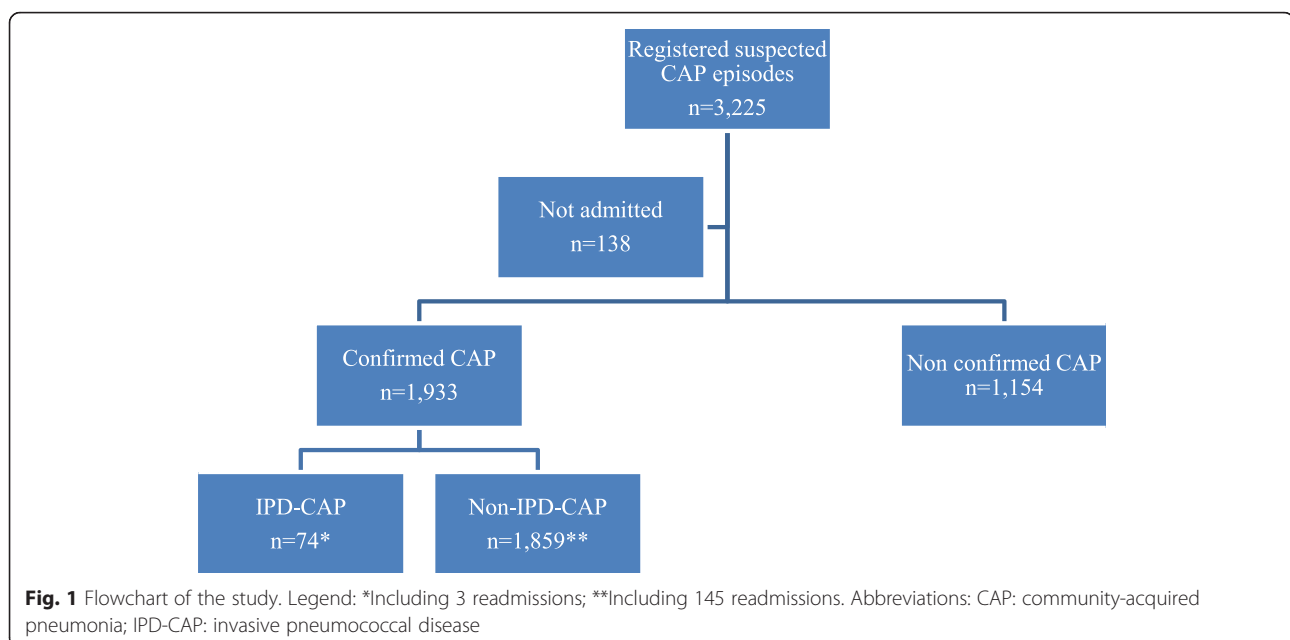 Registered suspected
CAP episodes
n=3,225
Not admitted
n=138
Confirmed CAP
n=1,933
Non confirmed CAP
n=1,154
IPD-CAP
n=74*
Non-IPD-CAP
n=1,859**
Fig. 1 Flowchart of the study. Legend: *Including 3 readmissions; **Including 145 readmissions. Abbreviations: CAP: community-acquired
pneumonia; IPD-CAP: invasive pneumococcal disease